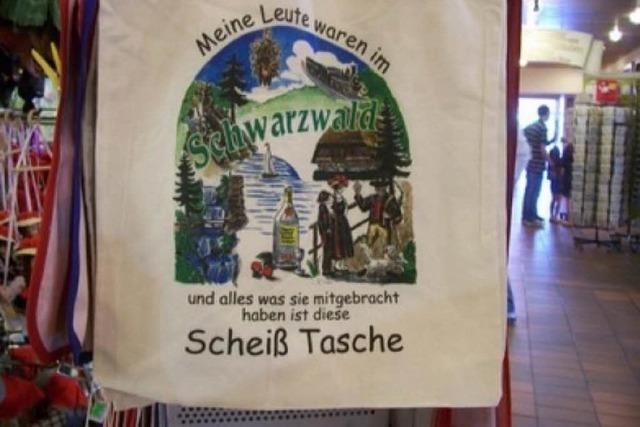 Meine Leute waren im
Schwarzwald
und alles was sie mitgebracht
haben ist diese
Scheiß Tasche